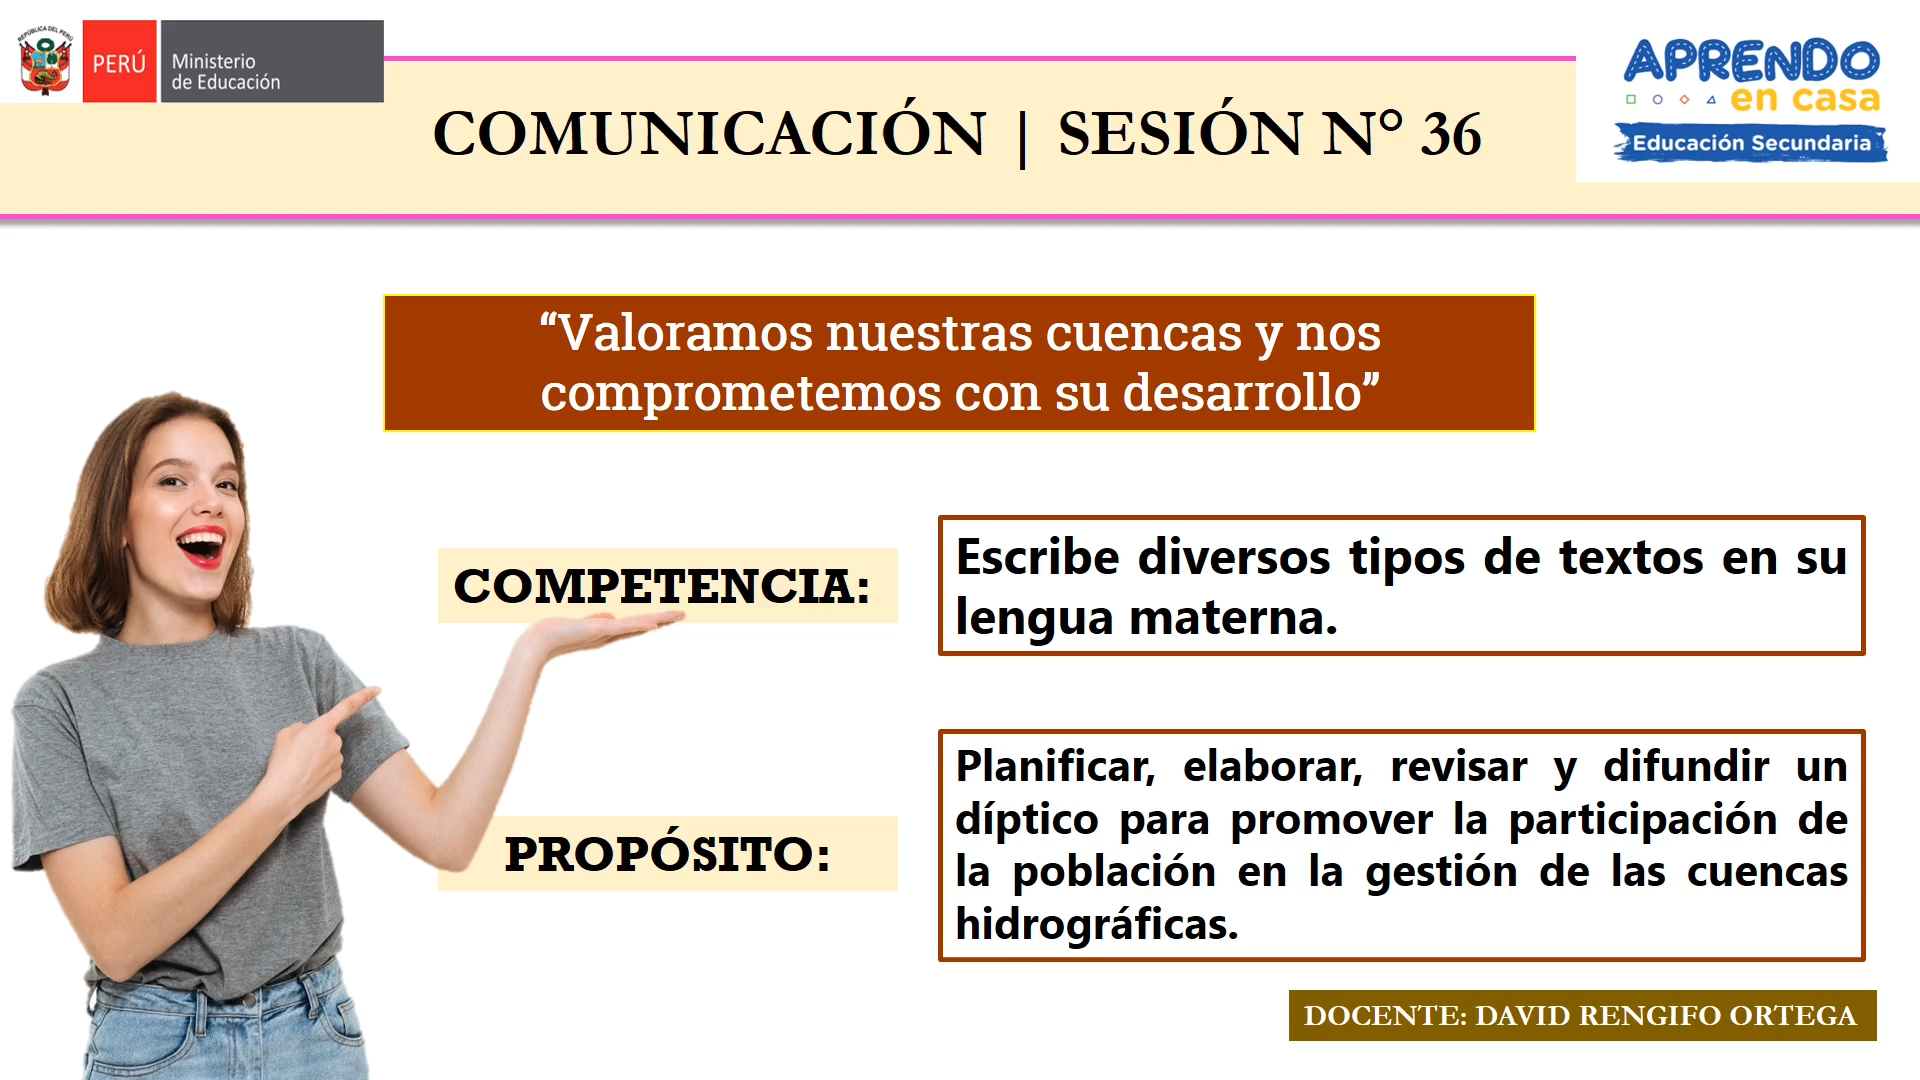 REPÚBLICA DEL PERÚ
PERÚ
Ministerio
de Educación
APRENDO
en casa
Educación Secundaria
COMUNICACIÓN | SESIÓN N° 36
“Valoramos nuestras cuencas y nos
comprometemos con su desarrollo”
COMPETENCIA:
Escribe diversos tipos de textos en su
lengua materna.
PROPÓSITO:
Planificar, elaborar, revisar y difundir un
díptico para promover la participación de
la población en la gestión de las cuencas
hidrográficas.
DOCENTE: DAVID RENGIFO ORTEGA